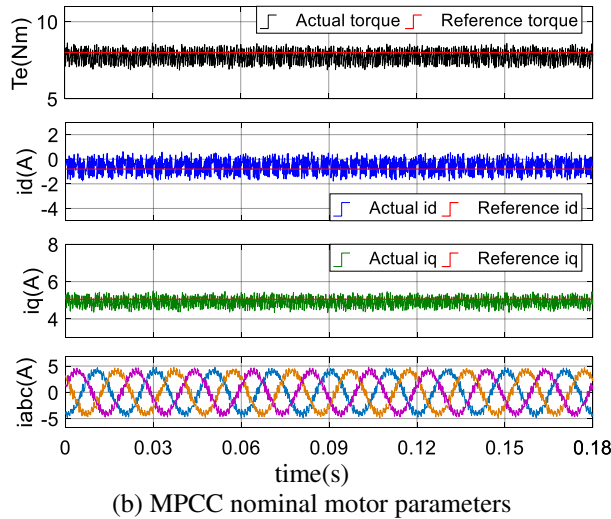 Actual torque Reference torque
10
5
Te(Nm)
2
0
-2
-4
id(A)
Actual id Reference id
8
6
4
iq(A)
Actual iq Reference iq
5
0
-5
iabc(A)
0 0.03 0.06 0.09 0.12 0.15 0.18
time(s)
(b) MPCC nominal motor parameters